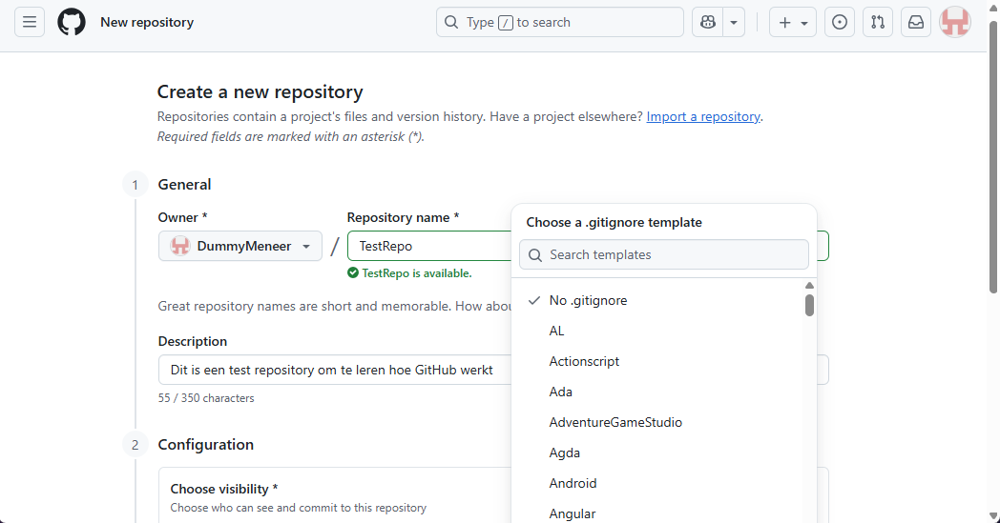 New repository
Type / to search
Create a new repository
Repositories contain a project's files and version history. Have a project elsewhere? Import a repository.
Required fields are marked with an asterisk (*).
1 General
Owner *
Repository name *
DummyMeneer / TestRepo
TestRepo is available.
Great repository names are short and memorable. How abou
Description
Dit is een test repository om te leren hoe GitHub werkt
55 / 350 characters
2 Configuration
Choose visibility *
Choose who can see and commit to this repository
Choose a .gitignore template
Search templates
No .gitignore
AL
Actionscript
Ada
AdventureGameStudio
Agda
Android
Angular